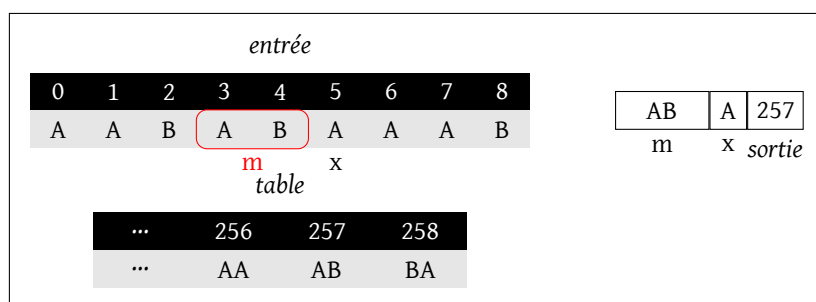 entrée
0 1 2 3 4 5 6 7 8
A A B A B A A A B
m x
table
... 256 257 258
... AA AB BA
AB A 257
m x sortie